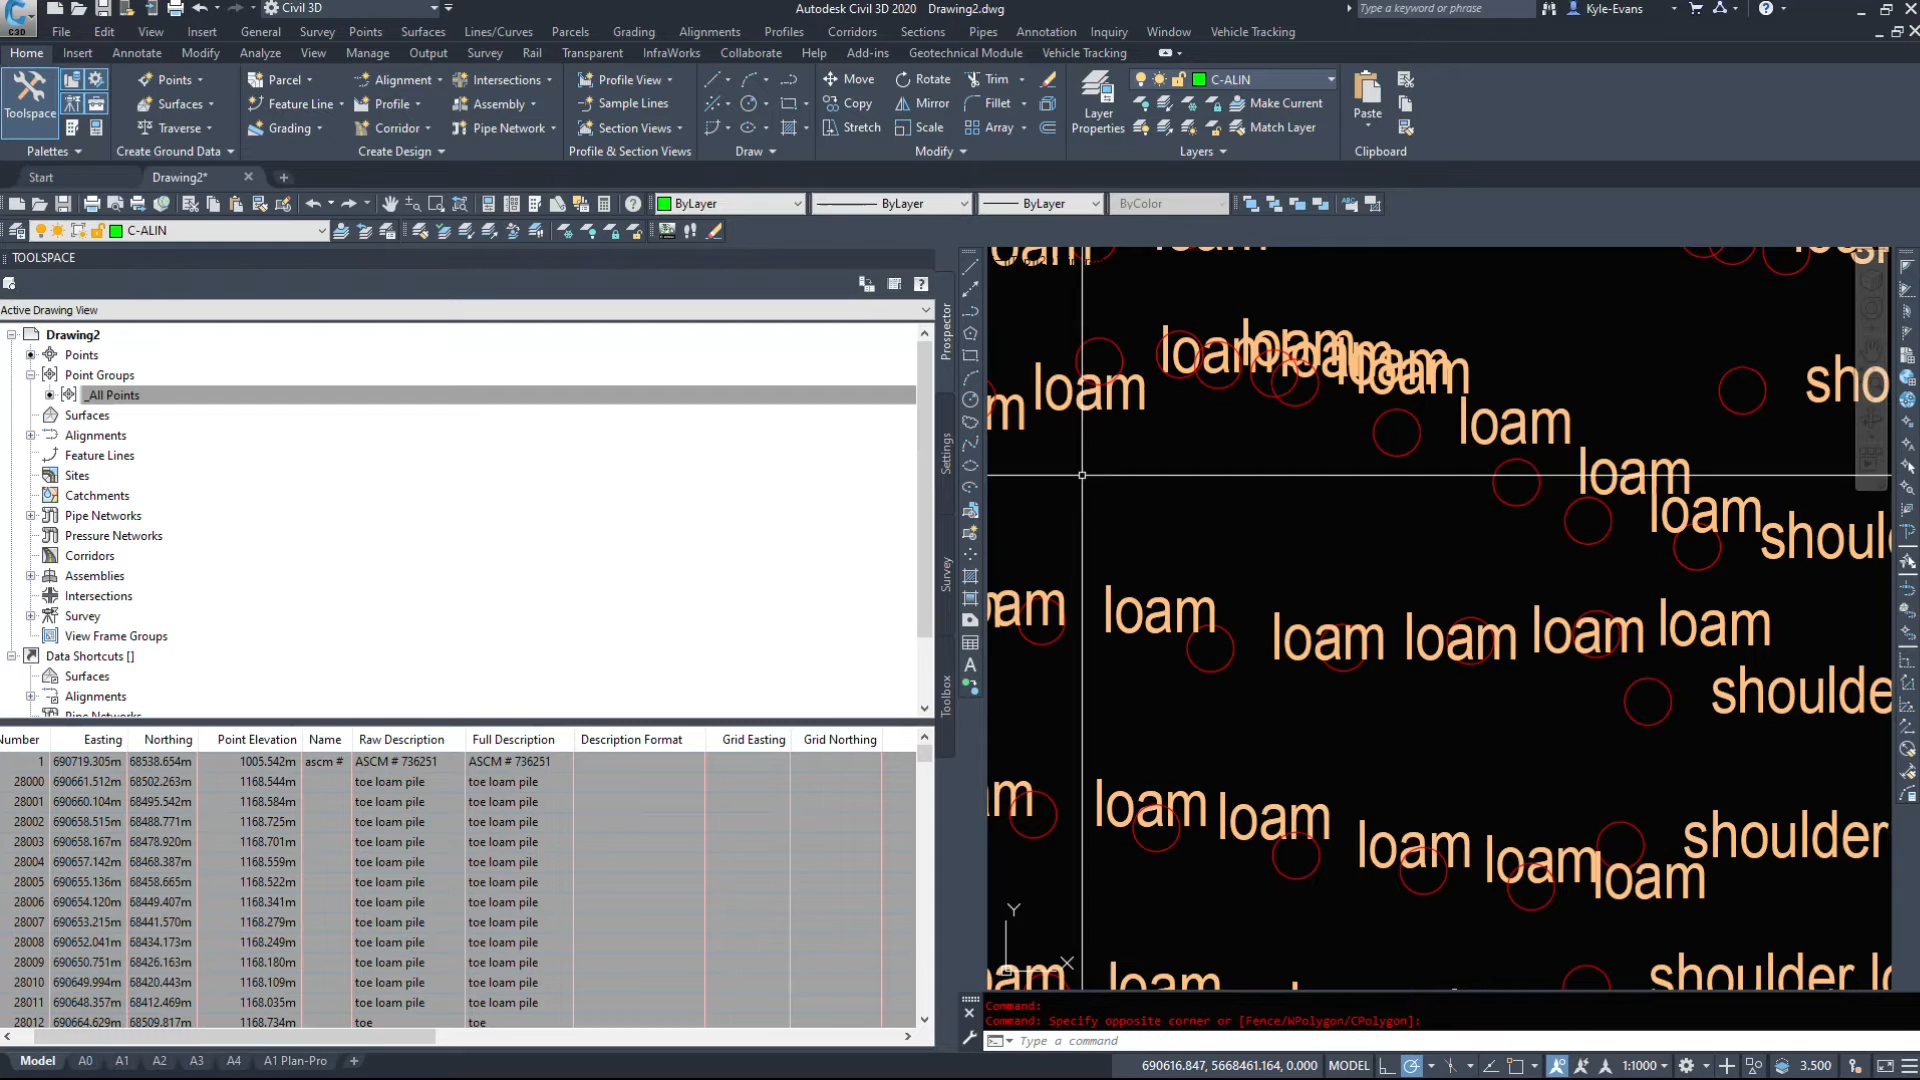 Civil 3D
Autodesk Civil 3D 2020 Drawing2.dwg
Type a keyword or phrase
Kyle-Evans
C3D
File Edit View Insert General Survey Points Surfaces Lines/Curves Parcels Grading Alignments Profiles Corridors Sections Pipes Annotation Inquiry Window Vehicle Tracking
Home Insert Annotate Modify Analyze View Manage Output Survey Rail Transparent InfraWorks Collaborate Help Add-ins Geotechnical Module Vehicle Tracking
Toolspace
Points
Surfaces
Traverse
Parcel
Feature Line
Grading
Alignment
Profile
Corridor
Intersections
Assembly
Pipe Network
Profile View
Sample Lines
Section Views
Move
Copy
Stretch
Rotate
Mirror
Scale
Trim
Fillet
Array
Layer Properties
C-ALIN
Make Current
Match Layer
Paste
Palettes Create Ground Data Create Design Profile & Section Views Draw Modify Layers Clipboard
Start Drawing2*
ByLayer ByLayer ByLayer ByColor
C-ALIN
TOOLSPACE
Active Drawing View
Drawing2
Points
Point Groups
_All Points
Surfaces
Alignments
Feature Lines
Sites
Catchments
Pipe Networks
Pressure Networks
Corridors
Assemblies
Intersections
Survey
View Frame Groups
Data Shortcuts []
Surfaces
Alignments
Pipe Networks
Prospector
Settings
Survey
Toolbox
Number Easting Northing Point Elevation Name Raw Description Full Description Description Format Grid Easting Grid Northing
1 690719.305m 68538.654m 1005.542m ascm # ASCM # 736251 ASCM # 736251
28000 690661.512m 68502.263m 1168.544m toe loam pile toe loam pile
28001 690660.104m 68495.542m 1168.584m toe loam pile toe loam pile
28002 690658.515m 68488.771m 1168.725m toe loam pile toe loam pile
28003 690658.167m 68478.920m 1168.701m toe loam pile toe loam pile
28004 690657.142m 68468.387m 1168.559m toe loam pile toe loam pile
28005 690655.136m 68458.665m 1168.522m toe loam pile toe loam pile
28006 690654.120m 68449.407m 1168.341m toe loam pile toe loam pile
28007 690653.215m 68441.570m 1168.279m toe loam pile toe loam pile
28008 690652.041m 68434.173m 1168.249m toe loam pile toe loam pile
28009 690650.751m 68426.163m 1168.180m toe loam pile toe loam pile
28010 690649.994m 68420.443m 1168.109m toe loam pile toe loam pile
28011 690648.357m 68412.469m 1168.035m toe loam pile toe loam pile
28012 690664.629m 68509.817m 1168.734m toe toe
loam loam
loam loam loam loam loam
loam sho
loam
loam
loam
shoul
oam loam loam loam loam loam
shoulde
am loam loam loam loam loam
shoulder
oam loam shoulder lo
Y
X
Command:
Command: Specify opposite corner or [Fence/WPolygon/CPolygon]:
Type a command
Model A0 A1 A2 A3 A4 A1 Plan-Pro
690616.847, 5668461.164, 0.000 MODEL 1:1000 3.500